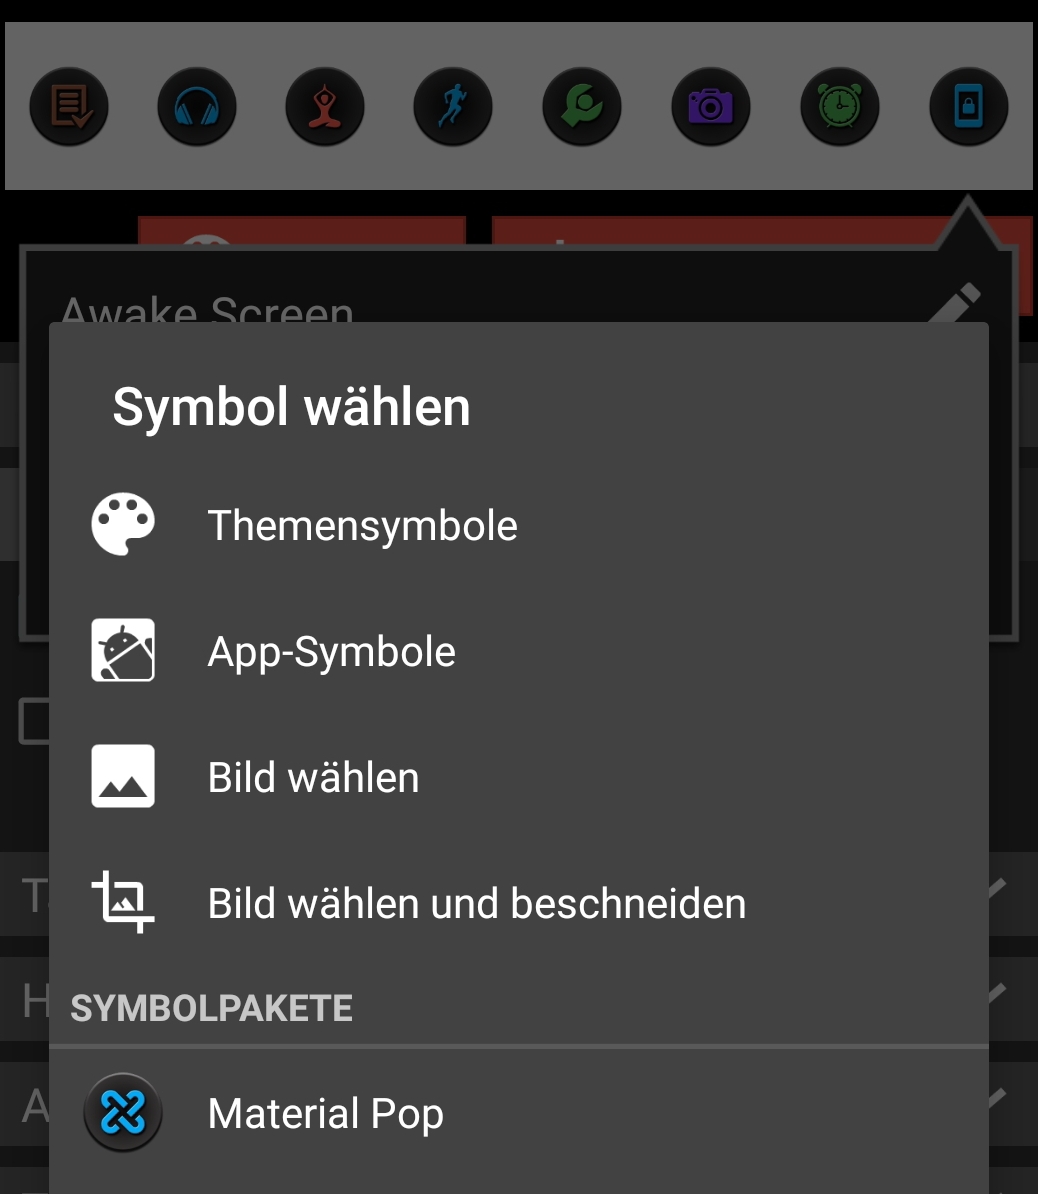 Awake Screen
Symbol wählen
Themensymbole
App-Symbole
Bild wählen
Bild wählen und beschneiden
T
H
SYMBOLPAKETE
A
Material Pop